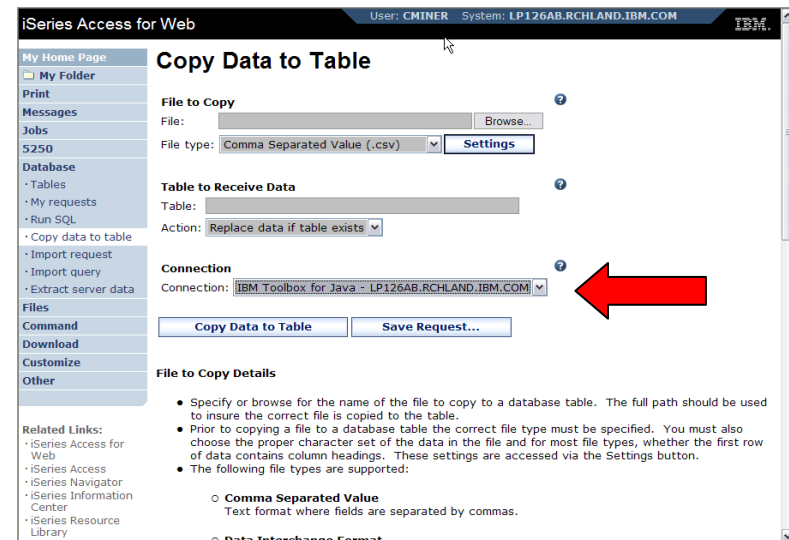 iSeries Access for Web
User: CMINER System: LP126AB.RCHLAND.IBM.COM
IBM.
My Home Page
My Folder
Print
Messages
Jobs
5250
Database
· Tables
· My requests
· Run SQL
· Copy data to table
· Import request
· Import query
· Extract server data
Files
Command
Download
Customize
Other
Related Links:
· iSeries Access for
Web
· iSeries Access
· iSeries Navigator
· iSeries Information
Center
· iSeries Resource
Library
Copy Data to Table
File to Copy
?
File:
Browse...
File type: Comma Separated Value (.csv)
Settings
Table to Receive Data
?
Table:
Action: Replace data if table exists
Connection
?
Connection: IBM Toolbox for Java - LP126AB.RCHLAND.IBM.COM
Copy Data to Table
Save Request...
File to Copy Details
• Specify or browse for the name of the file to copy to a database table. The full path should be used
to insure the correct file is copied to the table.
• Prior to copying a file to a database table the correct file type must be specified. You must also
choose the proper character set of the data in the file and for most file types, whether the first row
of data contains column headings. These settings are accessed via the Settings button.
• The following file types are supported:
○ Comma Separated Value
Text format where fields are separated by commas.
○ Data Interchange Format